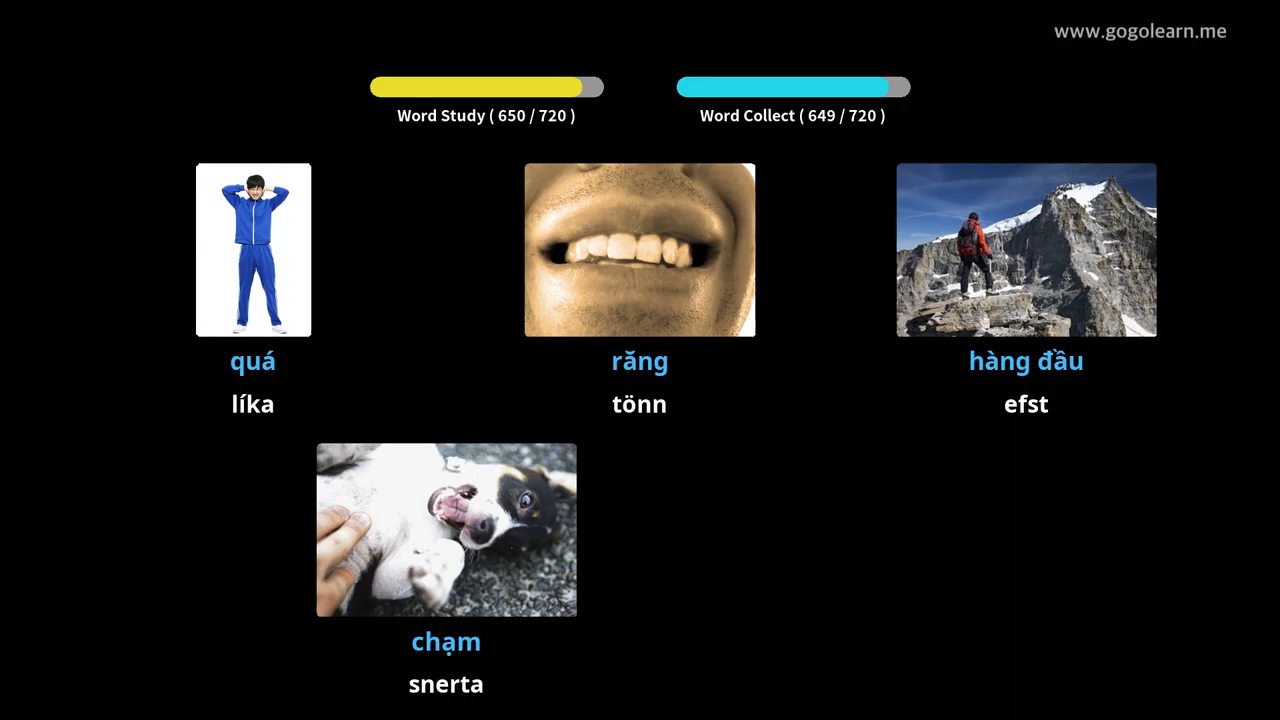 www.gogolearn.me
Word Study ( 650 / 720 )
Word Collect ( 649 / 720 )
quá
răng
hàng đầu
líka
tönn
efst
chạm
snerta